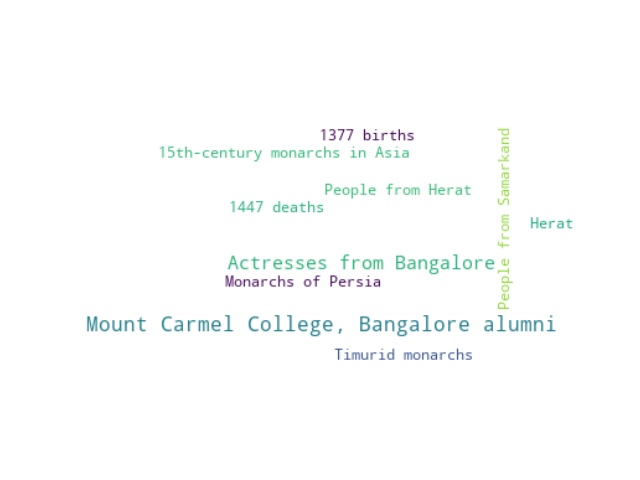 1377 births
15th-century monarchs in Asia
People from Samarkand
People from Herat
1447 deaths
Herat
Actresses from Bangalore
Monarchs of Persia
Mount Carmel College, Bangalore alumni
Timurid monarchs